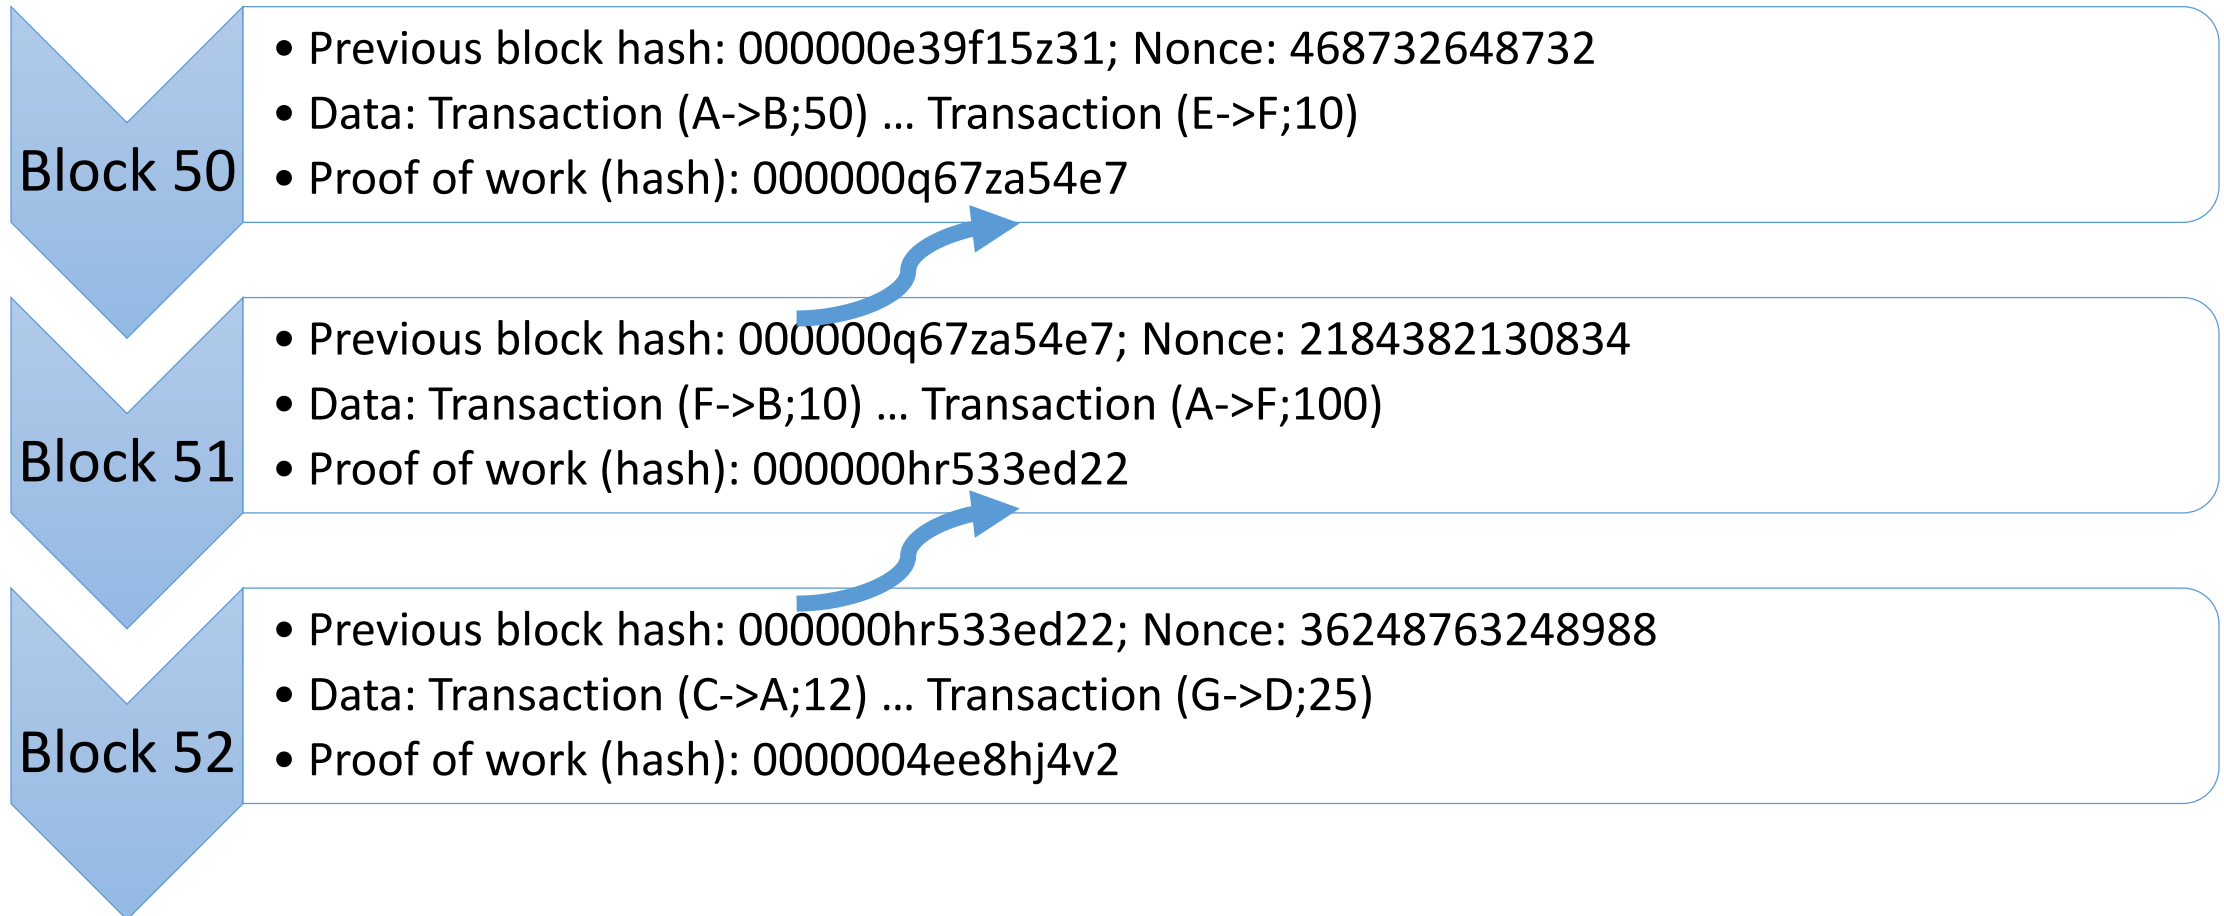 Block 50
• Previous block hash: 000000e39f15z31; Nonce: 468732648732
• Data: Transaction (A->B;50) ... Transaction (E->F;10)
• Proof of work (hash): 000000q67za54e7
Block 51
• Previous block hash: 000000q67za54e7; Nonce: 2184382130834
• Data: Transaction (F->B;10) ... Transaction (A->F;100)
• Proof of work (hash): 000000hr533ed22
Block 52
• Previous block hash: 000000hr533ed22; Nonce: 36248763248988
• Data: Transaction (C->A;12) ... Transaction (G->D;25)
• Proof of work (hash): 0000004ee8hj4v2